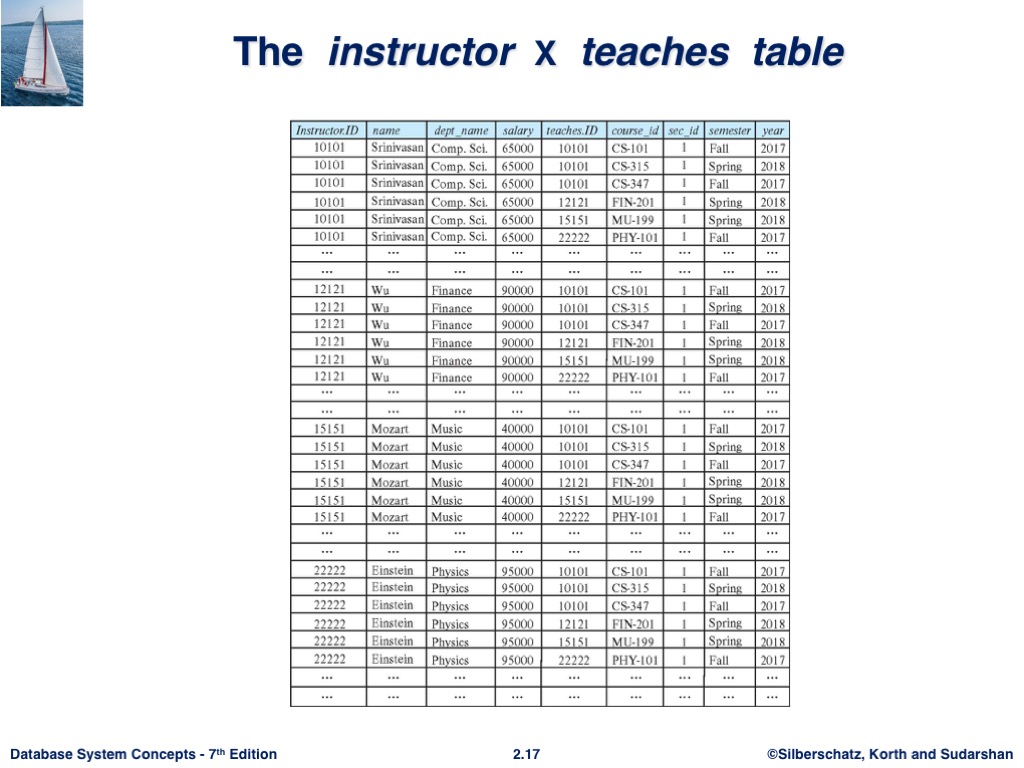 The instructor x teaches table
Instructor.ID name dept_name salary teaches.ID course_id sec_id semester year
10101 Srinivasan Comp. Sci. 65000 10101 CS-101 1 Fall 2017
10101 Srinivasan Comp. Sci. 65000 10101 CS-315 1 Spring 2018
10101 Srinivasan Comp. Sci. 65000 10101 CS-347 1 Fall 2017
10101 Srinivasan Comp. Sci. 65000 12121 FIN-201 1 Spring 2018
10101 Srinivasan Comp. Sci. 65000 15151 MU-199 1 Spring 2018
10101 Srinivasan Comp. Sci. 65000 22222 PHY-101 1 Fall 2017
... ... ... ... ... ... ... ... ...
... ... ... ... ... ... ... ... ...
12121 Wu Finance 90000 10101 CS-101 1 Fall 2017
12121 Wu Finance 90000 10101 CS-315 1 Spring 2018
12121 Wu Finance 90000 10101 CS-347 1 Fall 2017
12121 Wu Finance 90000 12121 FIN-201 1 Spring 2018
12121 Wu Finance 90000 15151 MU-199 1 Spring 2018
12121 Wu Finance 90000 22222 PHY-101 1 Fall 2017
... ... ... ... ... ... ... ... ...
... ... ... ... ... ... ... ... ...
15151 Mozart Music 40000 10101 CS-101 1 Fall 2017
15151 Mozart Music 40000 10101 CS-315 1 Spring 2018
15151 Mozart Music 40000 10101 CS-347 1 Fall 2017
15151 Mozart Music 40000 12121 FIN-201 1 Spring 2018
15151 Mozart Music 40000 15151 MU-199 1 Spring 2018
15151 Mozart Music 40000 22222 PHY-101 1 Fall 2017
... ... ... ... ... ... ... ... ...
... ... ... ... ... ... ... ... ...
22222 Einstein Physics 95000 10101 CS-101 1 Fall 2017
22222 Einstein Physics 95000 10101 CS-315 1 Spring 2018
22222 Einstein Physics 95000 10101 CS-347 1 Fall 2017
22222 Einstein Physics 95000 12121 FIN-201 1 Spring 2018
22222 Einstein Physics 95000 15151 MU-199 1 Spring 2018
22222 Einstein Physics 95000 22222 PHY-101 1 Fall 2017
... ... ... ... ... ... ... ... ...
... ... ... ... ... ... ... ... ...
Database System Concepts - 7th Edition 2.17 ©Silberschatz, Korth and Sudarshan